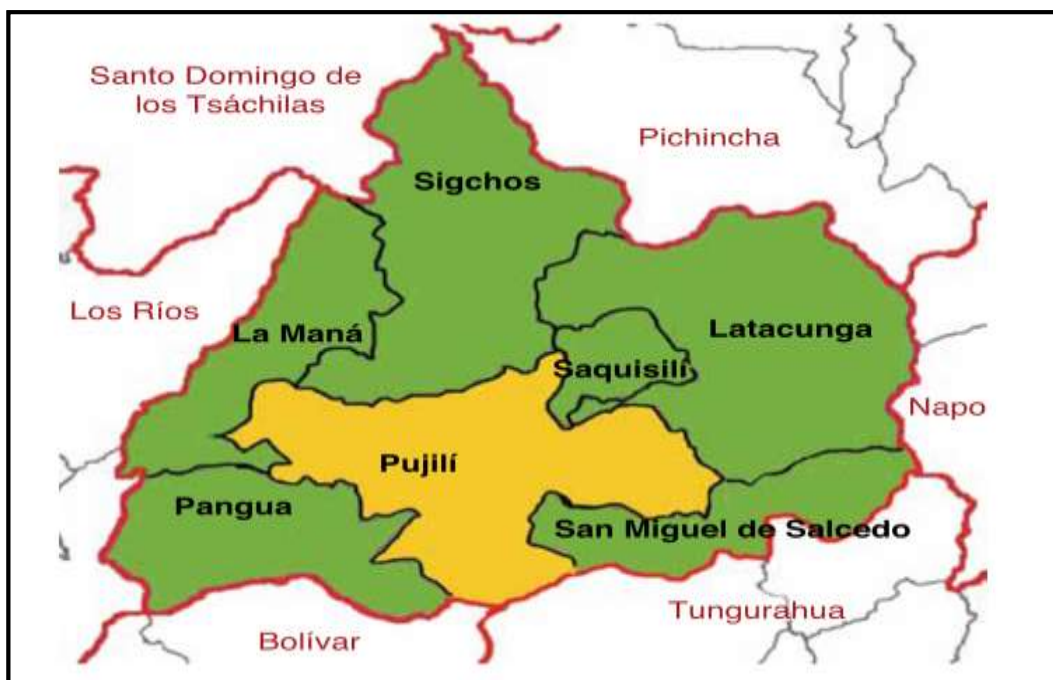 Santo Domingo de
los Tsáchilas
Pichincha
Sigchos
Los Ríos
La Maná
Latacunga
Saquisilí
Napo
Pujilí
Pangua
San Miguel de Salcedo
Tungurahua
Bolívar